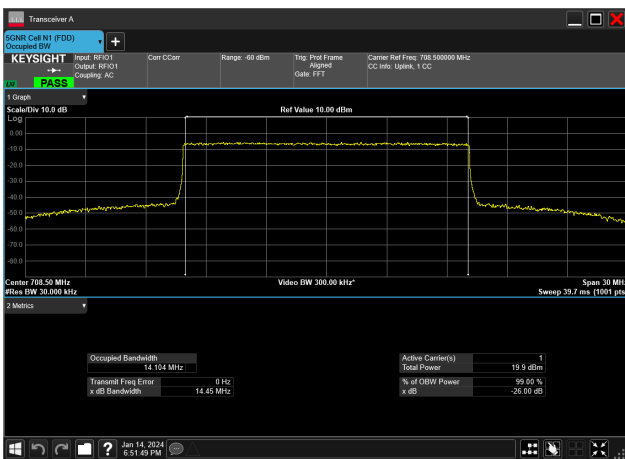 Transceiver A
5GNR Cell N1 (FDD)
Occupied BW
KEYSIGHT
PASS
Input: RFIO1
Output: RFIO1
Coupling: AC
Corr CCorr
Range: -60 dBm
Trig: Prot Frame
Aligned
Gate: FFT
Carrier Ref Freq: 708.500000 MHz
CC Info: Uplink, 1 CC
1 Graph
Scale/Div 10.0 dB
Ref Value 10.00 dBm
Log
0.00
-10.0
-20.0
-30.0
-40.0
-50.0
-60.0
-70.0
-80.0
Center 708.50 MHz
Video BW 300.00 kHz*
Span 30 MHz
#Res BW 30.000 kHz
Sweep 39.7 ms (1001 pts)
2 Metrics
Occupied Bandwidth
14.104 MHz
Transmit Freq Error 0 Hz
x dB Bandwidth 14.45 MHz
Active Carrier(s) 1
Total Power 19.9 dBm
% of OBW Power 99.00 %
x dB -26.00 dB
Jan 14, 2024
6:51:49 PM